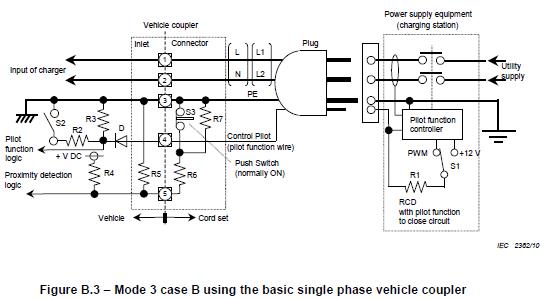 Vehicle coupler
Power supply equipment
(charging station)
Inlet
Connector
Plug
Input of charger
1
L
L1
2
N
L2
Utility
supply
3
PE
S2
R3
S3
R7
R2
D
4
Control Pilot
(pilot function wire)
Pilot function
controller
Pilot
function
logic
+ V DC
Push Switch
(normally ON)
PWM
+12 V
S1
Proximity detection
logic
R4
R5
R6
R1
5
RCD
with pilot function
to close circuit
Vehicle
Cord set
IEC 2382/10
Figure B.3 – Mode 3 case B using the basic single phase vehicle coupler